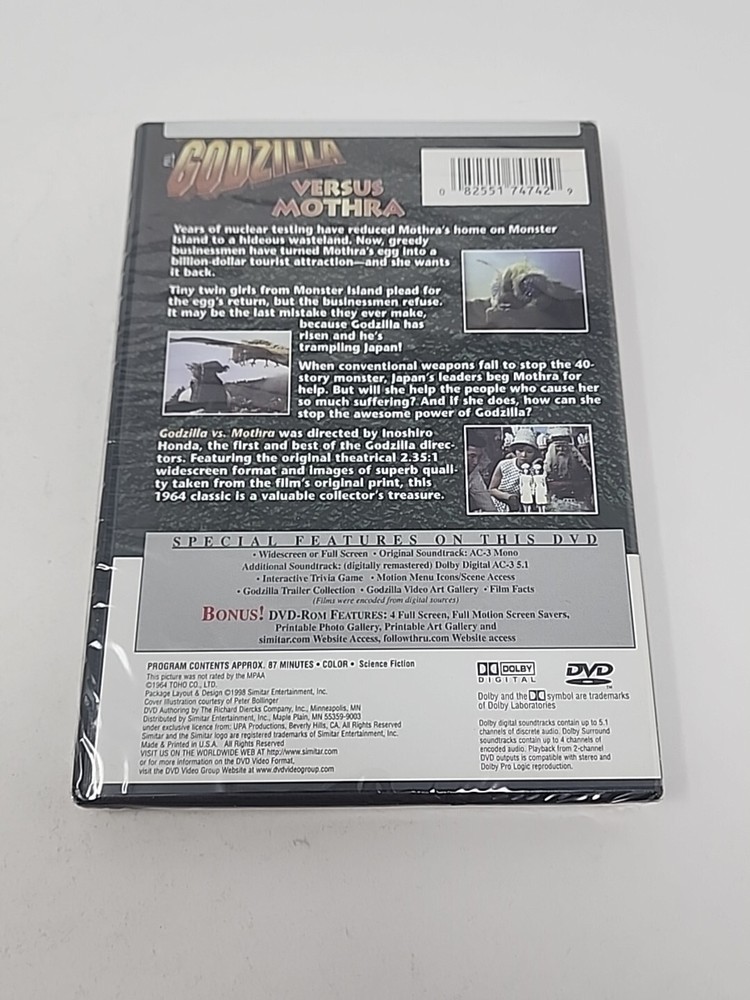 GODZILLA
VERSUS
MOTHRA
0 82551 74742 9
Years of nuclear testing have reduced Mothra's home on Monster
Island to a hideous wasteland. Now, greedy
businessmen have turned Mothra's egg into a
billion-dollar tourist attraction—and she wants
it back.
Tiny twin girls from Monster Island plead for
the egg's return, but the businessmen refuse.
It may be the last mistake they ever make,
because Godzilla has
risen and he's
trampling Japan!
When conventional weapons fail to stop the 40-
story monster, Japan's leaders beg Mothra for
help. But will she help the people who cause her
so much suffering? And if she does, how can she
stop the awesome power of Godzilla?
Godzilla vs. Mothra was directed by Inoshiro
Honda, the first and best of the Godzilla direc-
tors. Featuring the original theatrical 2.35:1
widescreen format and images of superb quali-
ty taken from the film's original print, this
1964 classic is a valuable collector's treasure.
SPECIAL FEATURES ON THIS DVD
• Widescreen or Full Screen • Original Soundtrack: AC-3 Mono
Additional Soundtrack: (digitally remastered) Dolby Digital AC-3 5.1
• Interactive Trivia Game • Motion Menu Icons/Scene Access
• Godzilla Trailer Collection • Godzilla Video Art Gallery • Film Facts
(Films were encoded from digital sources)
BONUS! DVD-ROM FEATURES: 4 Full Screen, Full Motion Screen Savers,
Printable Photo Gallery, Printable Art Gallery and
simitar.com Website Access, followthru.com Website access
PROGRAM CONTENTS APPROX. 87 MINUTES • COLOR • Science Fiction
This picture was not rated by the MPAA
©1964 TOHO CO., LTD.
Package Layout & Design ©1998 Simitar Entertainment, Inc.
Cover illustration courtesy of Peter Bollinger
DVD Authoring by The Richard Diercks Company, Inc., Minneapolis, MN
Distributed by Simitar Entertainment, Inc., Maple Plain, MN 55359-9003
under exclusive licence from: UPA Productions, Beverly Hills, CA. All Rights Reserved
Simitar and the Simitar logo are registered trademarks of Simitar Entertainment, Inc.
Made & Printed in U.S.A. All Rights Reserved
VISIT US ON THE WORLDWIDE WEB AT http://www.simitar.com
or for more information on the DVD Video Format,
visit the DVD Video Group Website at www.dvdvideogroup.com
DOLBY
DIGITAL
DVD
Dolby and the DD symbol are trademarks
of Dolby Laboratories
Dolby digital soundtracks contain up to 5.1
channels of discrete audio. Dolby Surround
soundtracks contain up to 4 channels of
encoded audio. Playback from 2-channel
DVD outputs is compatible with stereo and
Dolby Pro Logic reproduction.